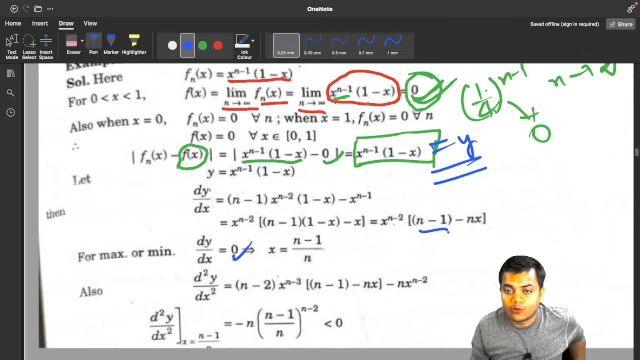 OneNote
Saved offline (sign in required)
Home Insert Draw View
Text Mode
Lasso Select
Eraser
Pen
Marker
Highlighter
0.25 mm
0.35 mm
0.5 mm
0.7 mm
1 mm
fₙ(x) = xⁿ⁻¹ (1 − x)
Sol. Here
For 0 < x < 1, f(x) = lim n→∞ fₙ(x) = lim n→∞ xⁿ⁻¹ (1 − x) = 0
(1/4)ⁿ⁻¹ → 0
Also when x = 0, fₙ(x) = 0 ∀ n ; when x = 1, fₙ(x) = 0 ∀ n
∴ f(x) = 0 ∀ x ∈ [0, 1]
| fₙ(x) − f(x) | = | xⁿ⁻¹ (1 − x) − 0 | = xⁿ⁻¹ (1 − x) = y
Let y = xⁿ⁻¹ (1 − x)
then dy/dx = (n − 1) xⁿ⁻² (1 − x) − xⁿ⁻¹
= xⁿ⁻² [(n − 1)(1 − x) − x] = xⁿ⁻² [(n − 1) − nx]
For max. or min. dy/dx = 0 ⇒ x = (n − 1)/n
Also d²y/dx² = (n − 2) xⁿ⁻³ [(n − 1) − nx] − nxⁿ⁻²
d²y/dx²]ₓ ₌ (n−1)/n = − n ((n − 1)/n)ⁿ⁻² < 0